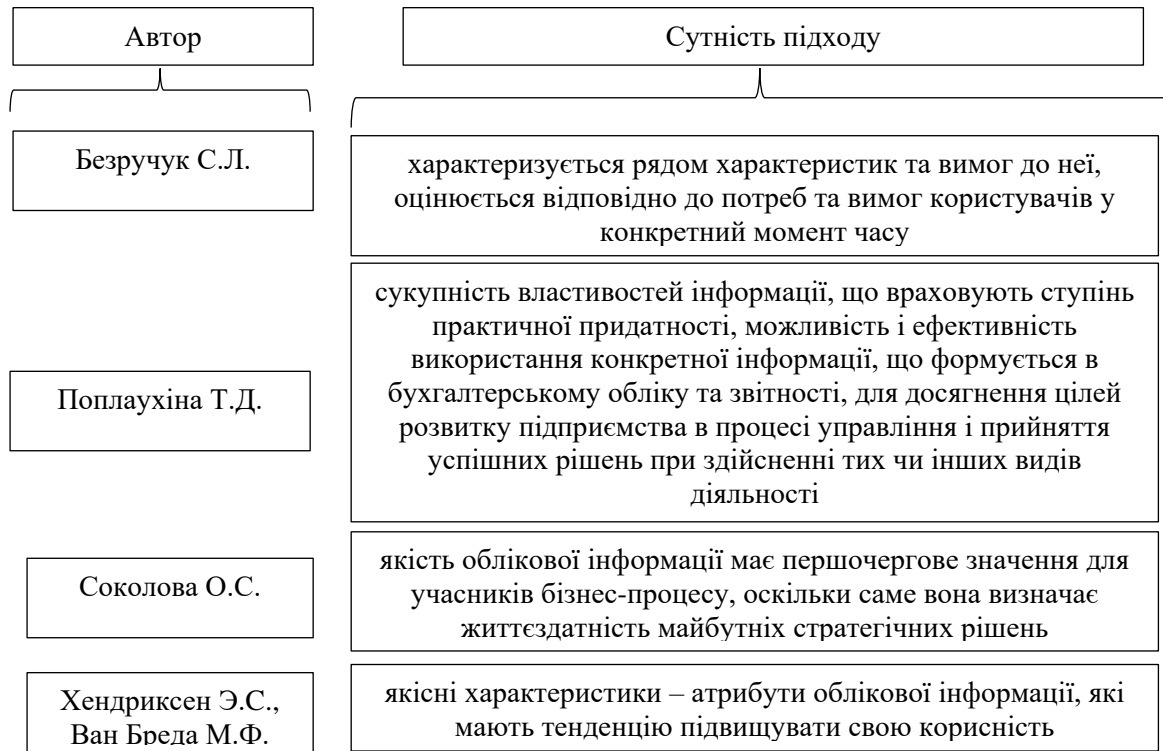 Автор
Сутність підходу
Безручук С.Л.
характеризується рядом характеристик та вимог до неї,
оцінюється відповідно до потреб та вимог користувачів у
конкретний момент часу
Поплаухіна Т.Д.
сукупність властивостей інформації, що враховують ступінь
практичної придатності, можливість і ефективність
використання конкретної інформації, що формується в
бухгалтерському обліку та звітності, для досягнення цілей
розвитку підприємства в процесі управління і прийняття
успішних рішень при здійсненні тих чи інших видів
діяльності
Соколова О.С.
якість облікової інформації має першочергове значення для
учасників бізнес-процесу, оскільки саме вона визначає
життєздатність майбутніх стратегічних рішень
Хендриксен Э.С.,
Ван Бреда М.Ф.
якісні характеристики – атрибути облікової інформації, які
мають тенденцію підвищувати свою корисність